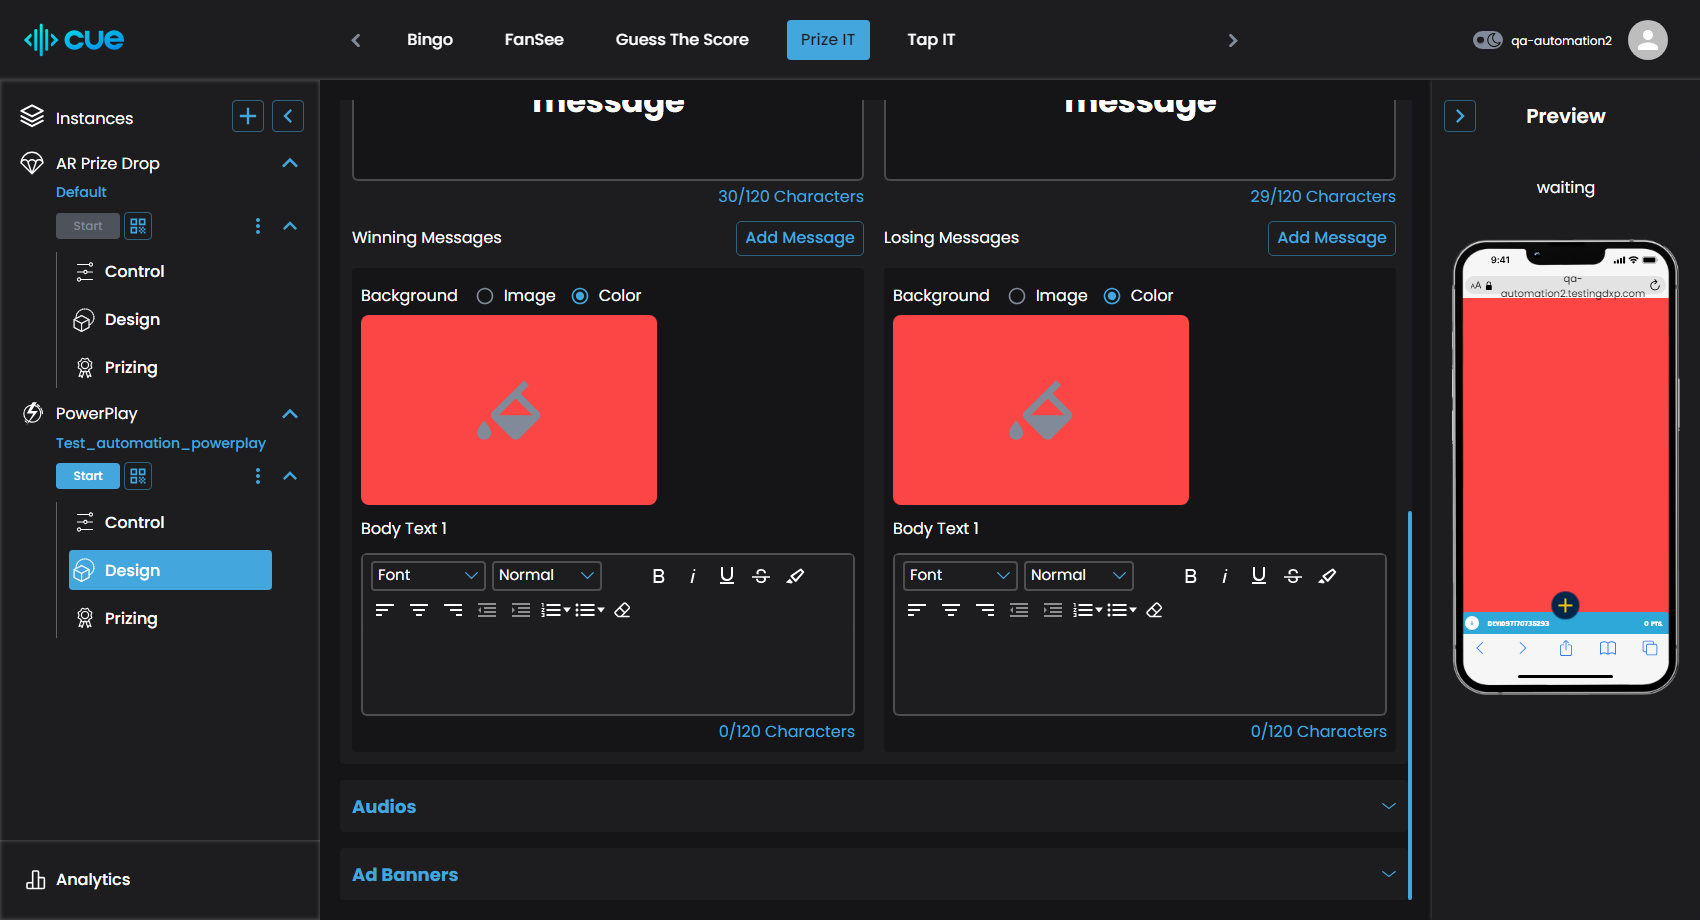 cue
Bingo
FanSee
Guess The Score
Prize IT
Tap IT
qa-automation2
Instances
AR Prize Drop
Default
Start
Control
Design
Prizing
PowerPlay
Test_automation_powerplay
Start
Control
Design
Prizing
Analytics
message
message
30/120 Characters
29/120 Characters
Winning Messages
Add Message
Losing Messages
Add Message
Background Image Color
Background Image Color
Body Text 1
Body Text 1
Font
Normal
B i U S
Font
Normal
B i U S
0/120 Characters
0/120 Characters
Audios
Ad Banners
Preview
waiting
9:41
AA
qa-
automation2.testingdxp.com
0 PTS.